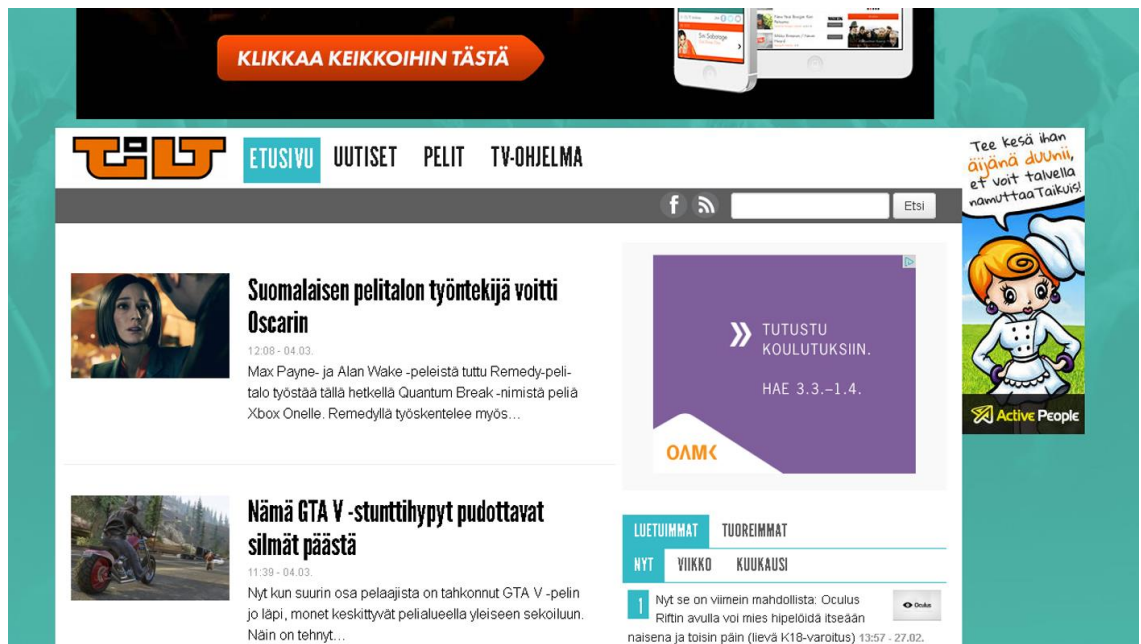 KLIKKAA KEIKKOIHIN TÄSTÄ
TiLT
ETUSIVU UUTISET PELIT TV-OHJELMA
Etsi
Tee kesä ihan
äijänä duunii,
et voit talvella
namuttaa Taikuis!
Active People
Suomalaisen pelitalon työntekijä voitti
Oscarin
12:08 - 04.03.
Max Payne- ja Alan Wake -peleistä tuttu Remedy-peli-
talo työstää tällä hetkellä Quantum Break -nimistä peliä
Xbox Onelle. Remedyllä työskentelee myös…
TUTUSTU
KOULUTUKSIIN.
HAE 3.3.–1.4.
OAMK
Nämä GTA V -stunttihypyt pudottavat
silmät päästä
11:39 - 04.03.
Nyt kun suurin osa pelaajista on tahkonnut GTA V -pelin
jo läpi, monet keskittyvät pelialueella yleiseen sekoiluun.
Näin on tehnyt…
LUETUIMMAT TUOREIMMAT
NYT VIIKKO KUUKAUSI
1 Nyt se on viimein mahdollista: Oculus
Riftin avulla voi mies hipelöidä itseään
naisena ja toisin päin (lievä K18-varoitus) 13:57 - 27.02.
Oculus